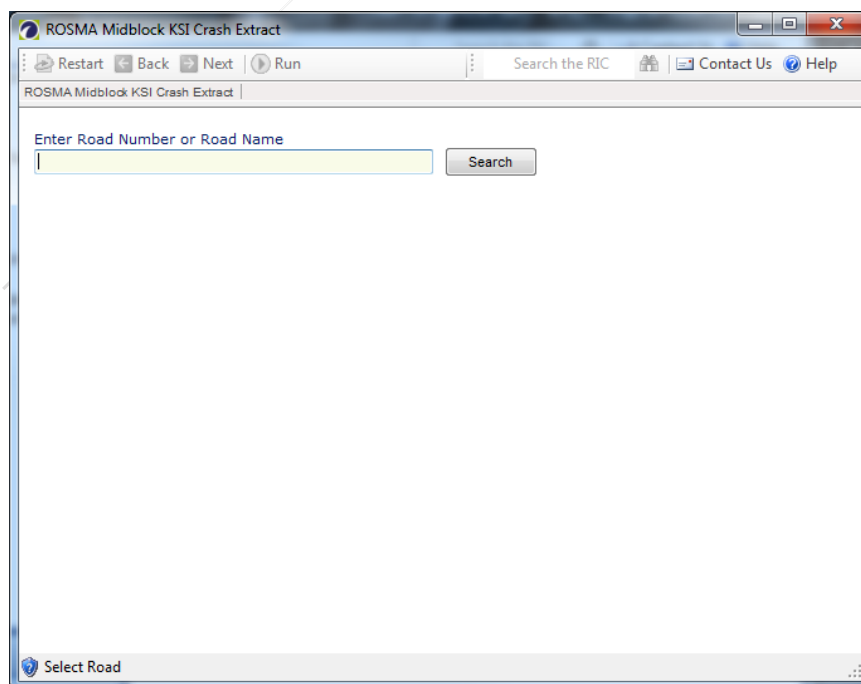 ROSMA Midblock KSI Crash Extract
Restart Back Next Run Search the RIC Contact Us Help
ROSMA Midblock KSI Crash Extract
Enter Road Number or Road Name
Search
Select Road